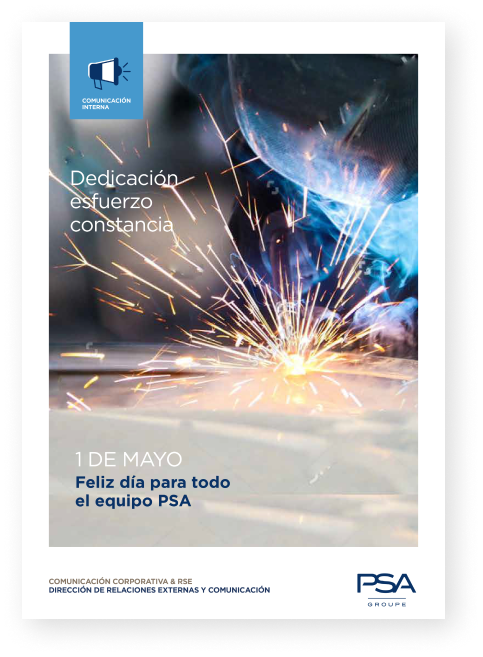 COMUNICACIÓN
INTERNA
Dedicación
esfuerzo
constancia
1 DE MAYO
Feliz día para todo
el equipo PSA
COMUNICACIÓN CORPORATIVA & RSE
DIRECCIÓN DE RELACIONES EXTERNAS Y COMUNICACIÓN
PSA
GROUPE